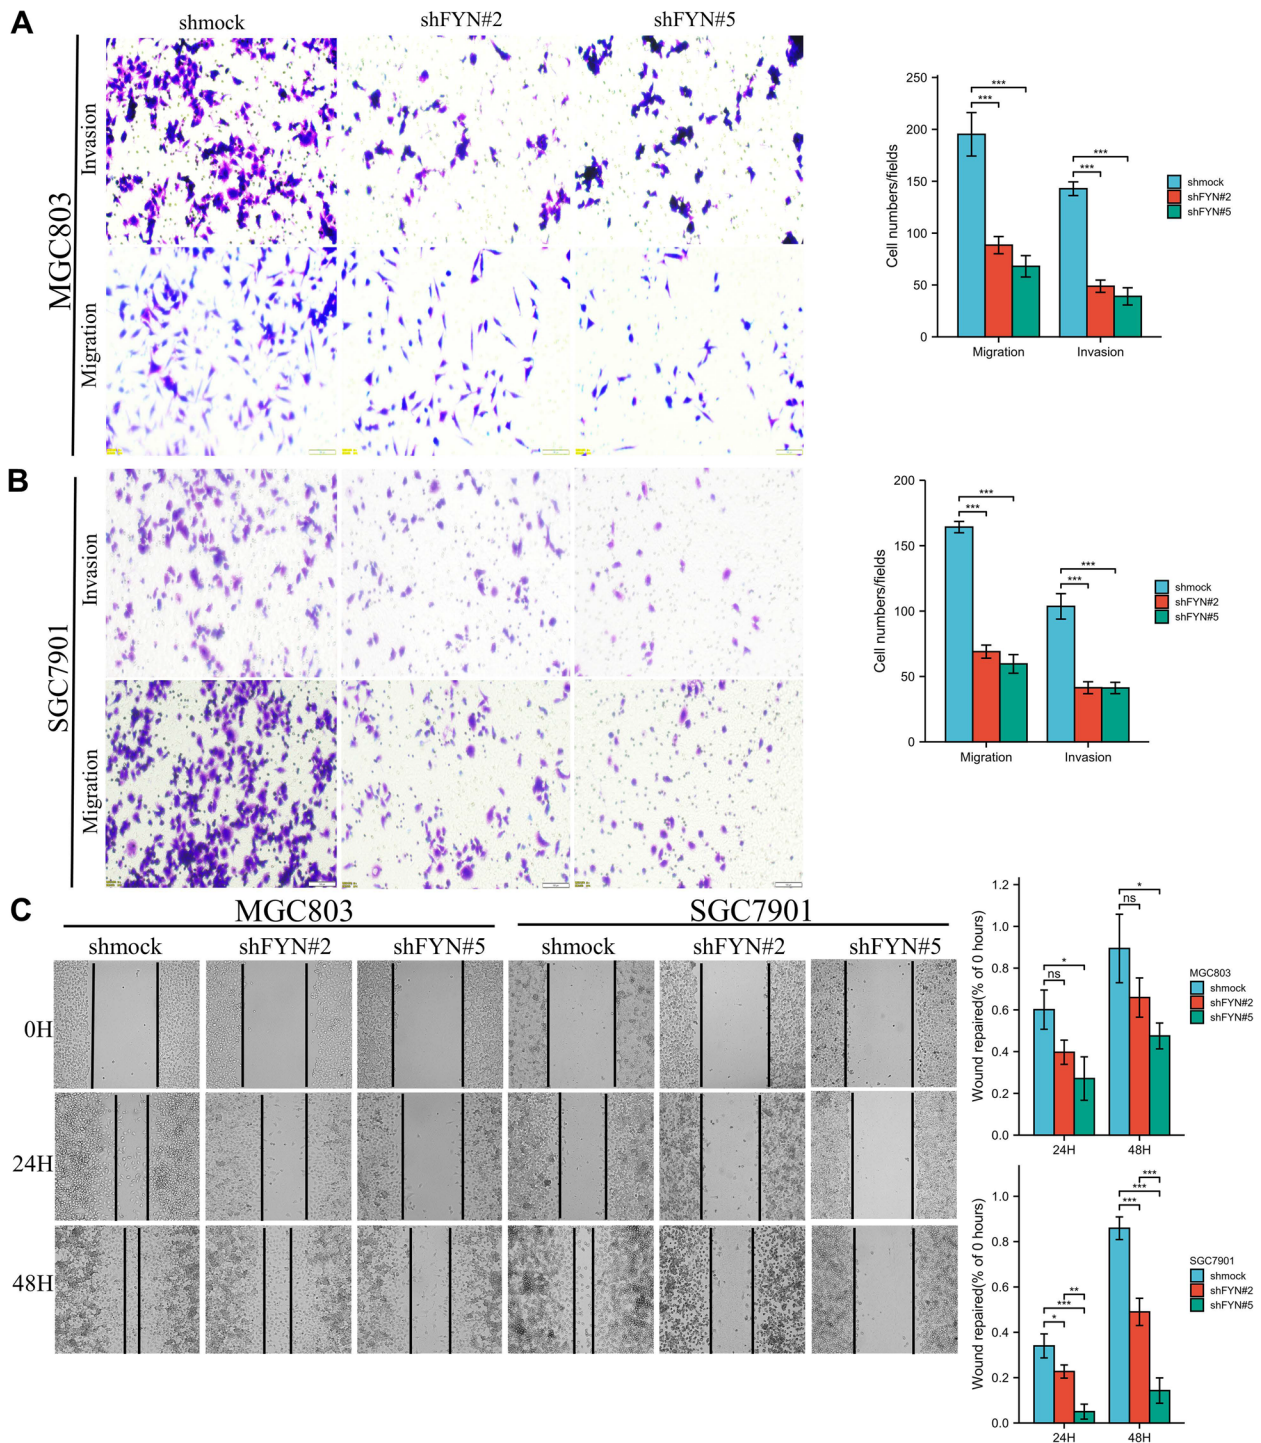 A
shmock
shFYN#2
shFYN#5
MGC803
Invasion
Migration
250
200
150
100
50
0
Cell numbers/fields
***
***
***
***
Migration
Invasion
shmock
shFYN#2
shFYN#5
B
SGC7901
Invasion
Migration
200
150
100
50
0
Cell numbers/fields
***
***
***
***
Migration
Invasion
shmock
shFYN#2
shFYN#5
C
MGC803
SGC7901
shmock
shFYN#2
shFYN#5
shmock
shFYN#2
shFYN#5
0H
24H
48H
1.2
1.0
0.8
0.6
0.4
0.2
0.0
Wound repaired(% of 0 hours)
*
ns
*
ns
24H
48H
MGC803
shmock
shFYN#2
shFYN#5
1.0
0.8
0.6
0.4
0.2
0.0
Wound repaired(% of 0 hours)
**
***
*
***
***
***
24H
48H
SGC7901
shmock
shFYN#2
shFYN#5